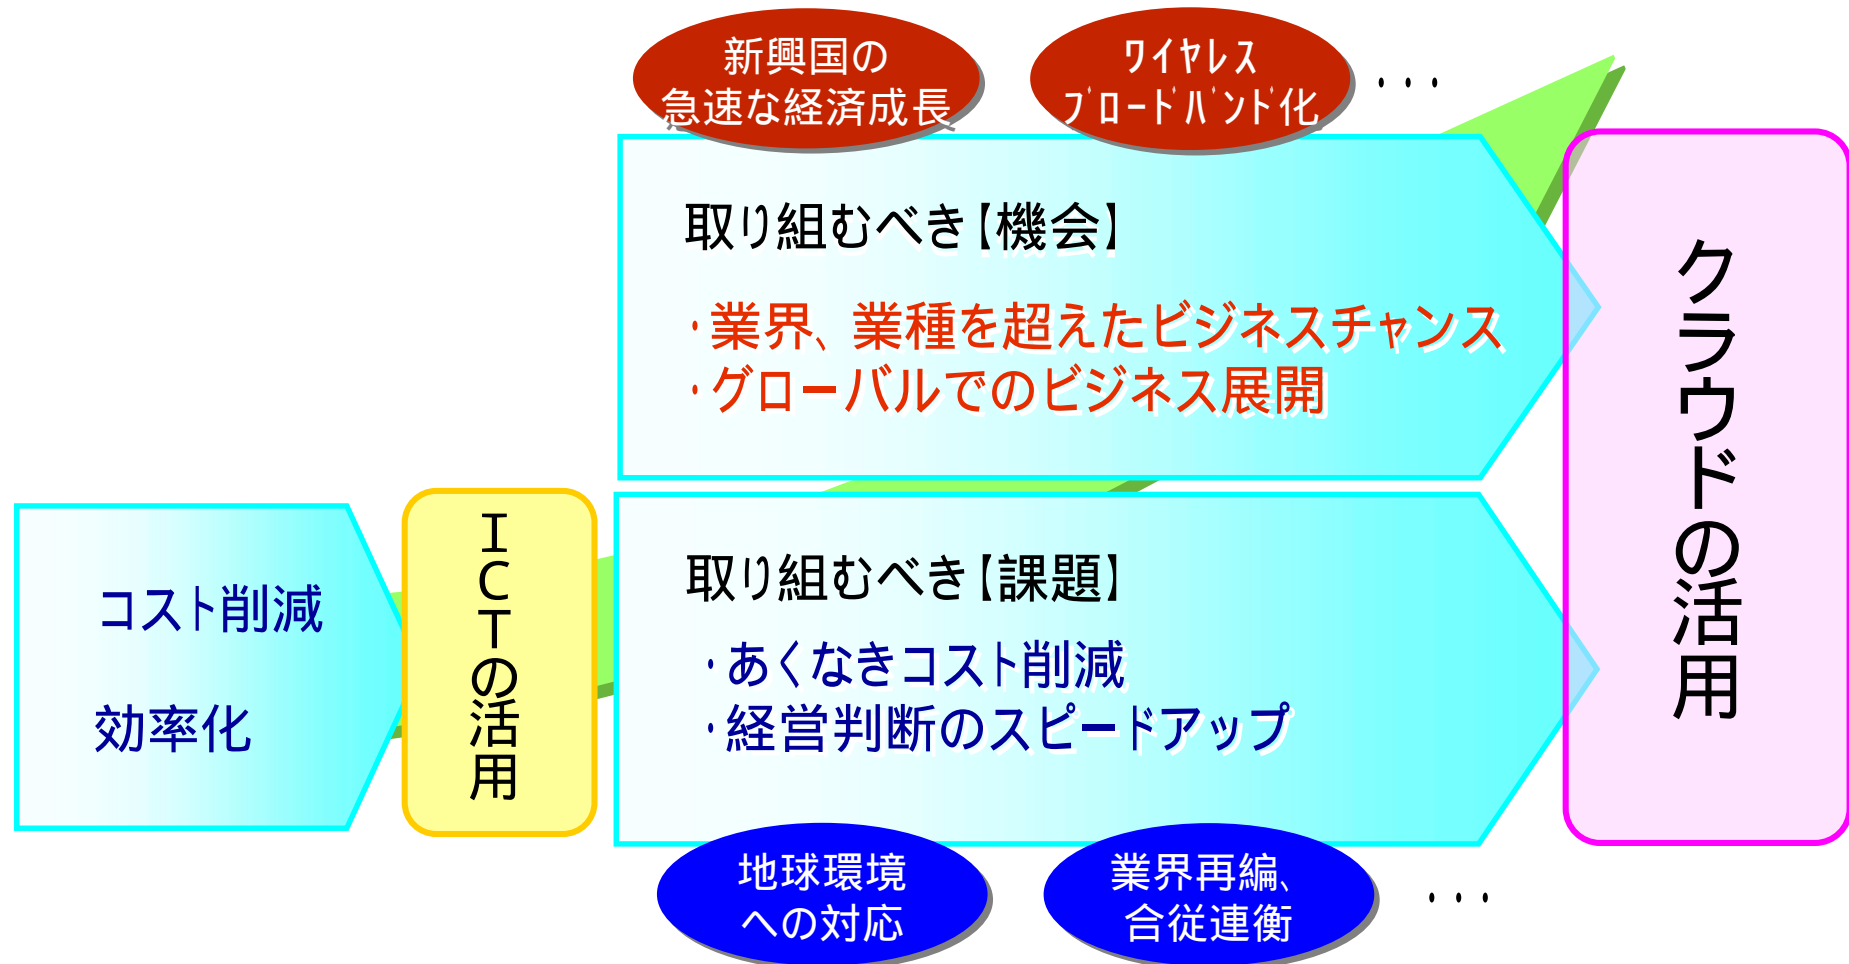 新興国の
急速な経済成長
ワイヤレス
ブロードバンド化
・・・
取り組むべき【機会】
・業界、業種を超えたビジネスチャンス
・グローバルでのビジネス展開
コスト削減
効率化
ICTの活用
取り組むべき【課題】
・あくなきコスト削減
・経営判断のスピードアップ
クラウドの活用
地球環境
への対応
業界再編、
合従連衡
・・・